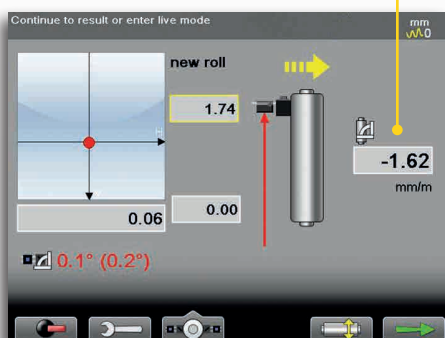 Continue to result or enter live mode
mm
0
new roll
1.74
-1.62
mm/m
0.00
0.06
0.1° (0.2°)